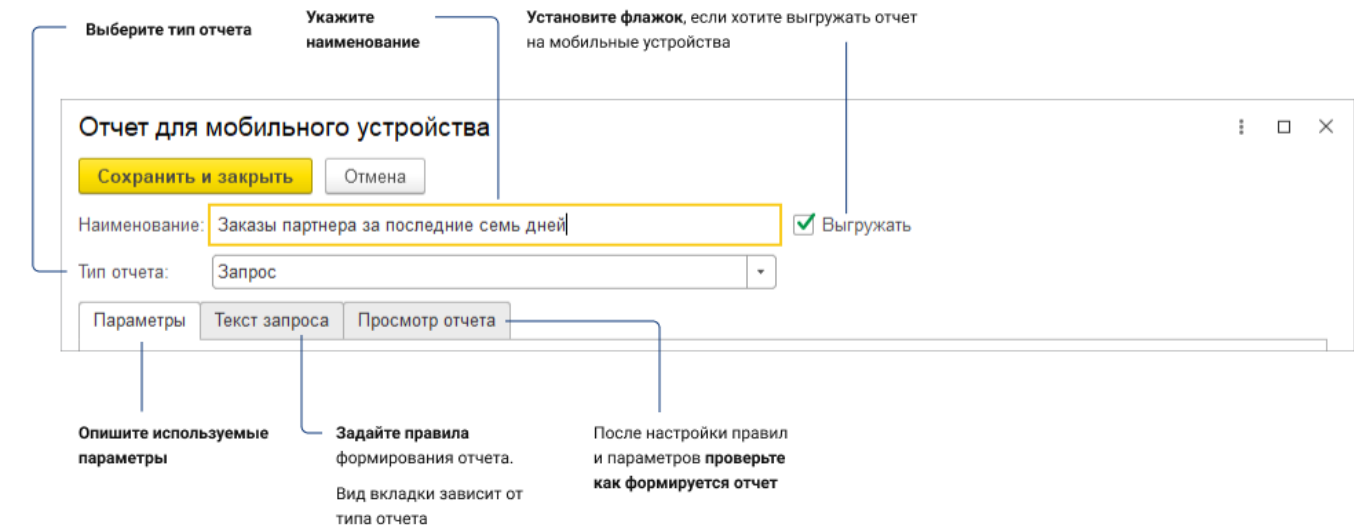 Выберите тип отчета
Укажите
наименование
Установите флажок, если хотите выгружать отчет
на мобильные устройства
Отчет для мобильного устройства
Сохранить и закрыть
Отмена
Наименование: Заказы партнера за последние семь дней
Выгружать
Тип отчета: Запрос
Параметры
Текст запроса
Просмотр отчета
Опишите используемые
параметры
Задайте правила
формирования отчета.
Вид вкладки зависит от
типа отчета
После настройки правил
и параметров проверьте
как формируется отчет